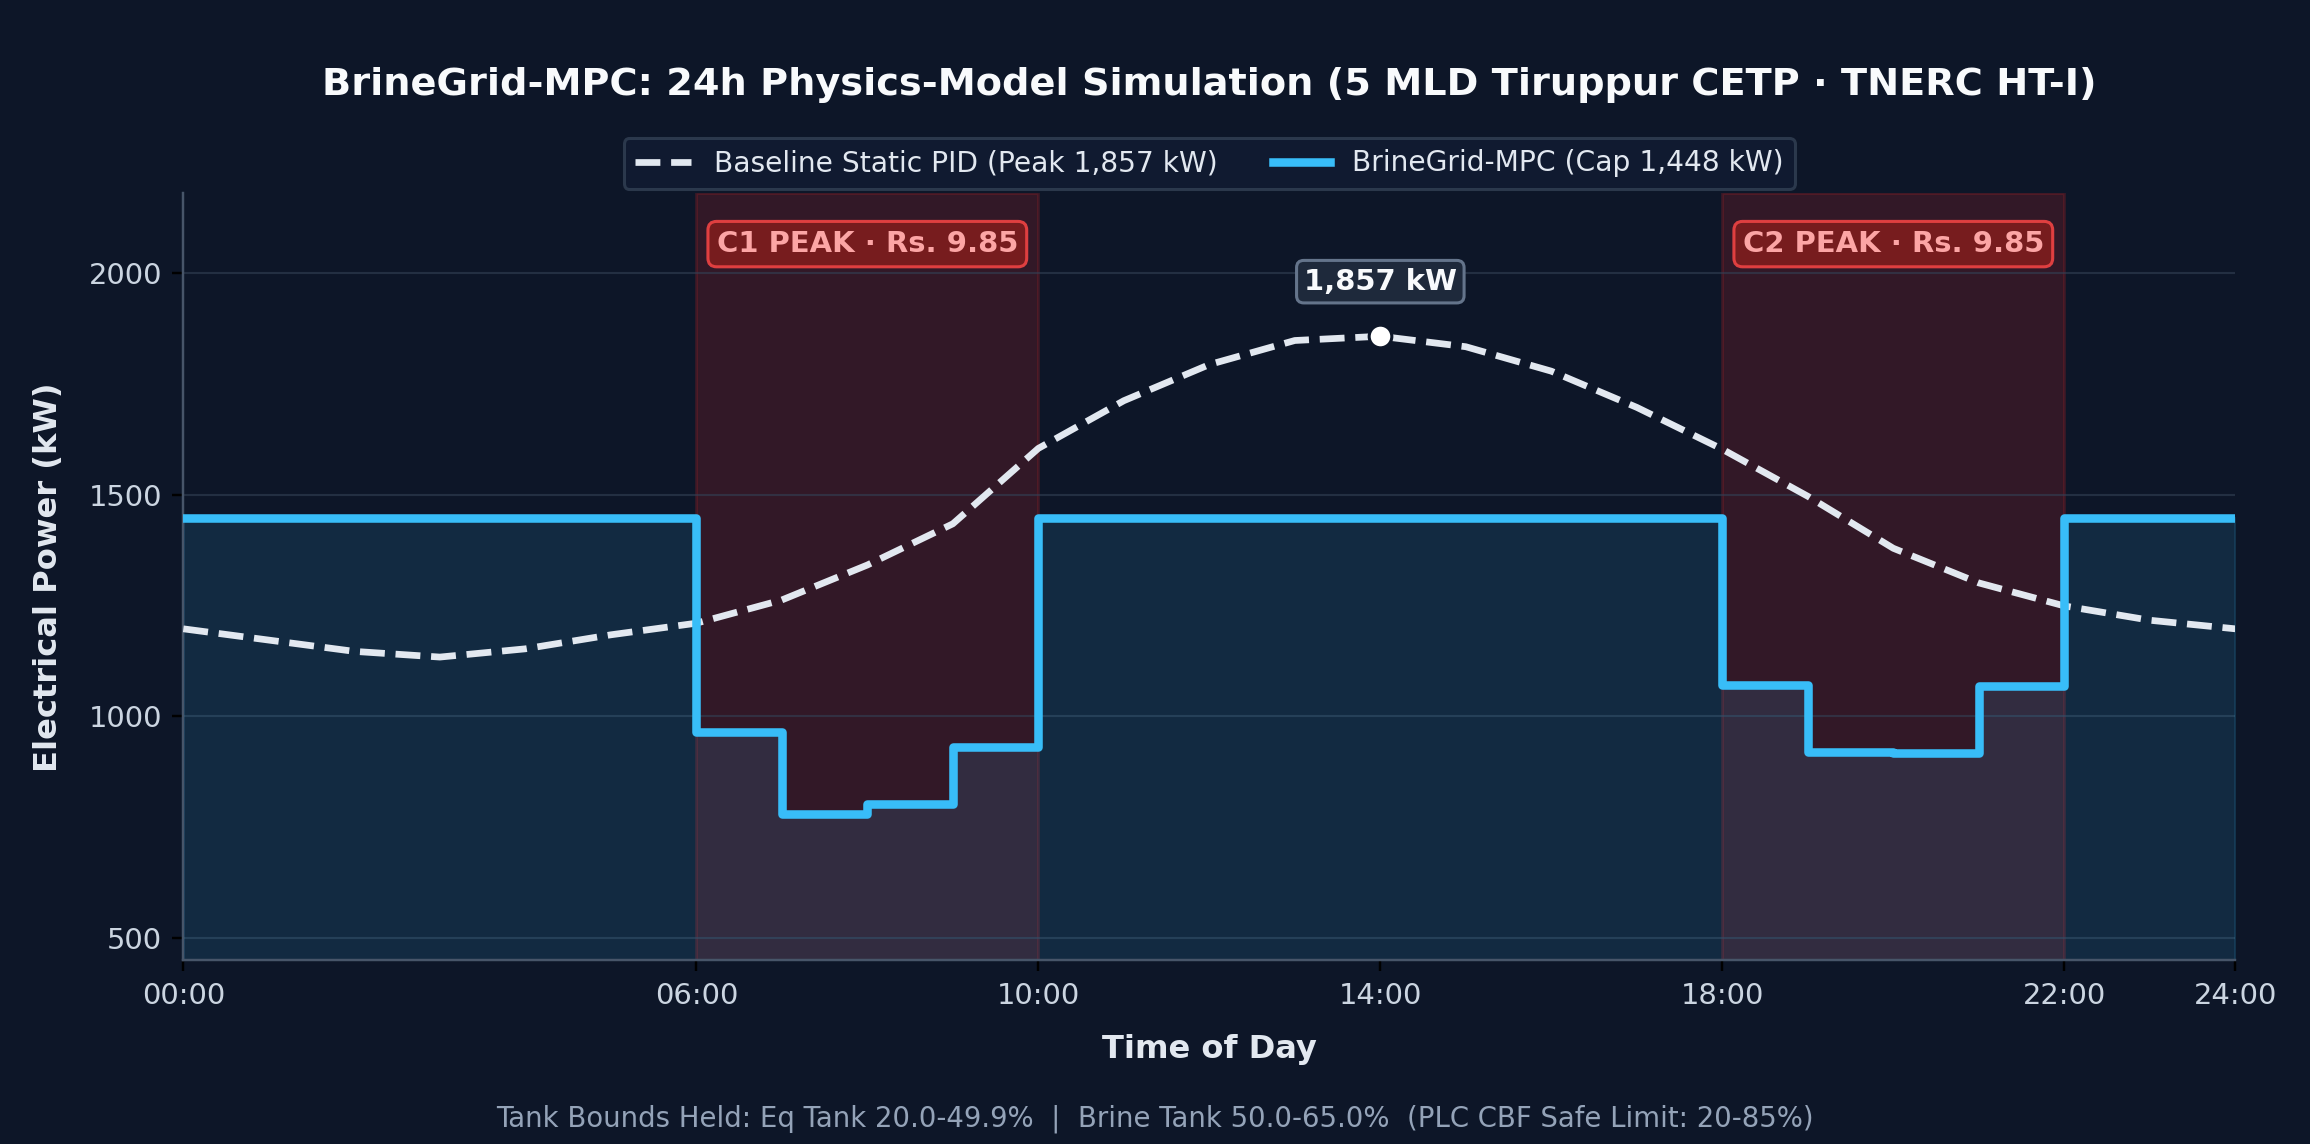 BrineGrid-MPC: 24h Physics-Model Simulation (5 MLD Tiruppur CETP · TNERC HT-I)
Baseline Static PID (Peak 1,857 kW)
BrineGrid-MPC (Cap 1,448 kW)
C1 PEAK · Rs. 9.85
C2 PEAK · Rs. 9.85
1,857 kW
Electrical Power (kW)
2000
1500
1000
500
00:00
06:00
10:00
14:00
18:00
22:00
24:00
Time of Day
Tank Bounds Held: Eq Tank 20.0-49.9% | Brine Tank 50.0-65.0% (PLC CBF Safe Limit: 20-85%)